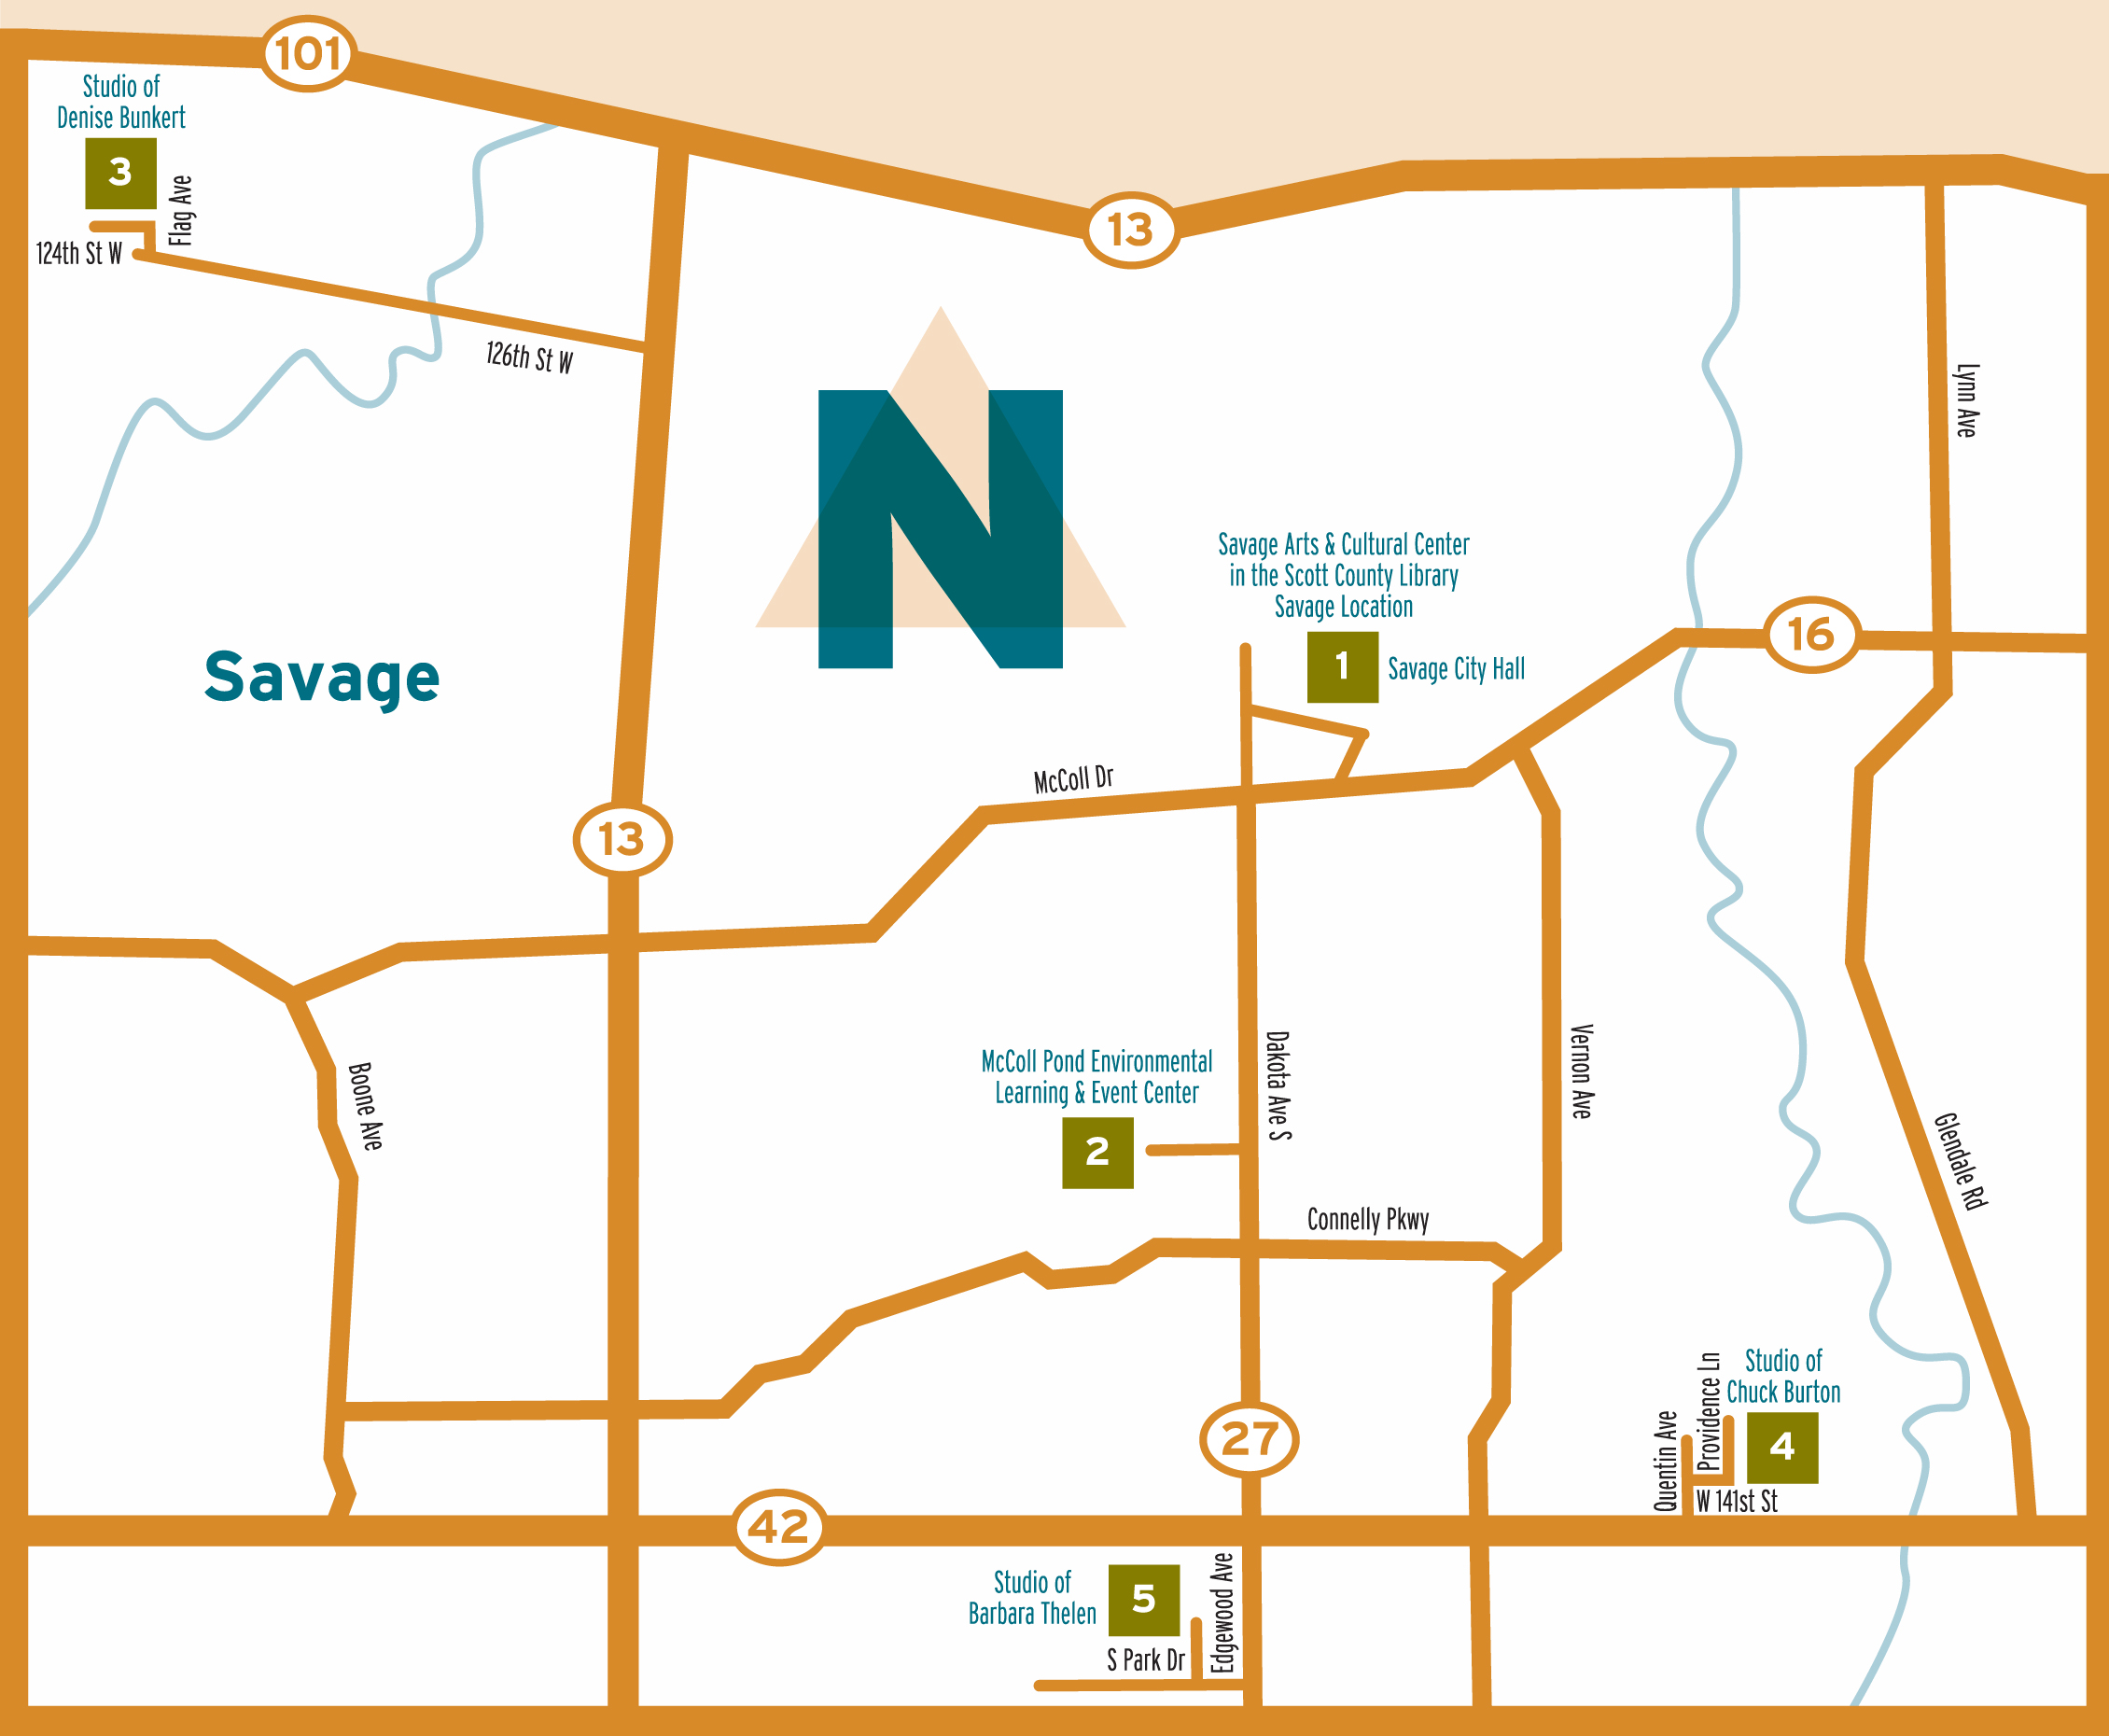 101
Studio of
Denise Bunkert
3
Flag Ave
124th St W
126th St W
13
N
Lynn Ave
Savage Arts & Cultural Center
in the Scott County Library
Savage Location
1
Savage City Hall
16
Savage
McColl Dr
13
Boone Ave
McColl Pond Environmental
Learning & Event Center
2
Dakota Ave S
Vernon Ave
Glendale Rd
Connelly Pkwy
27
Studio of
Chuck Burton
4
Providence Ln
Quentin Ave
W 141st St
42
Studio of
Barbara Thelen
5
Edgewood Ave
S Park Dr